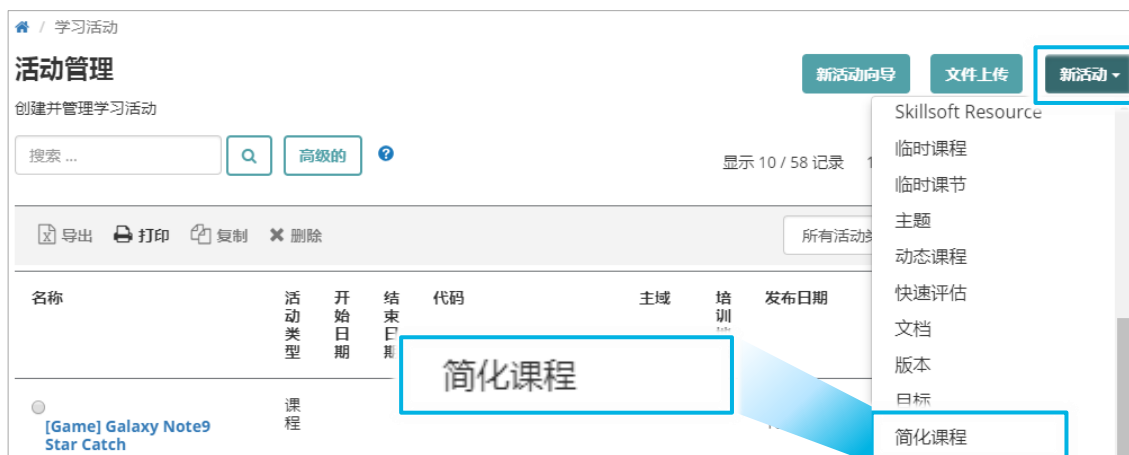 / 学习活动
活动管理
新活动向导 文件上传 新活动
创建并管理学习活动
搜索 ... 高级的
显示 10 / 58 记录
Skillsoft Resource
临时课程
临时课节
主题
动态课程
快速评估
文档
版本
目标
简化课程
导出 打印 复制 删除
所有活动
名称 活动类型 开始日期 结束日期 代码 主域 培训 发布日期
简化课程
[Game] Galaxy Note9
Star Catch
课程